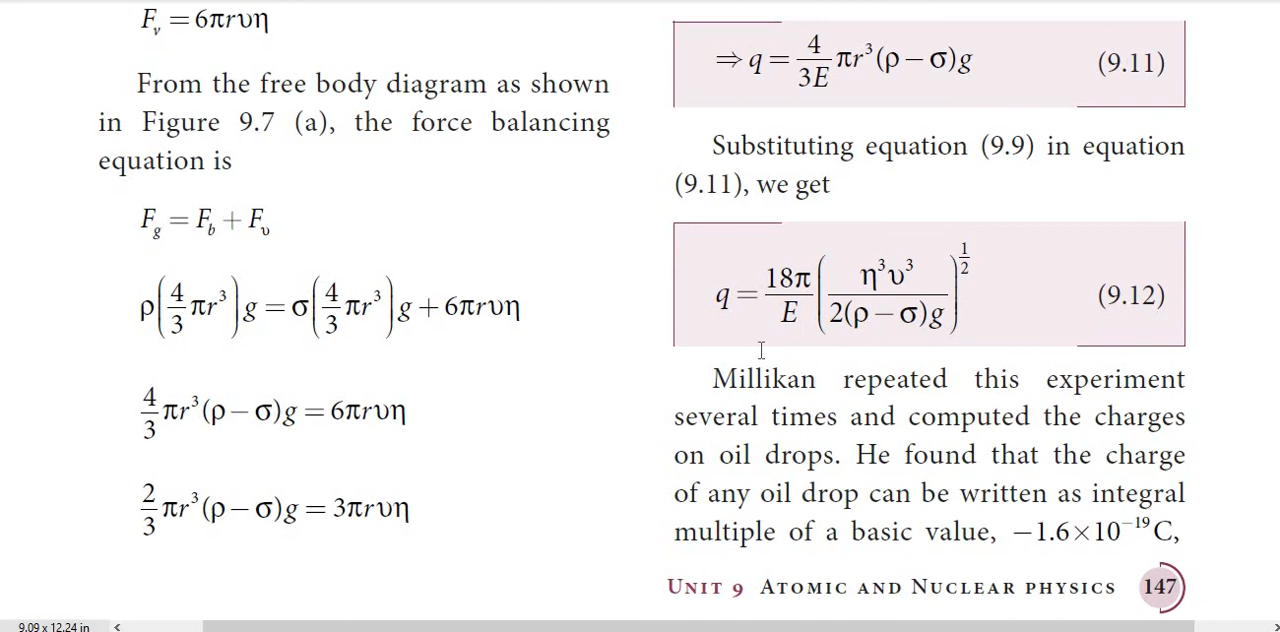 Fᵥ = 6πrυη
From the free body diagram as shown
in Figure 9.7 (a), the force balancing
equation is
F_g = F_b + F_υ
ρ(4/3 πr³)g = σ(4/3 πr³)g + 6πrυη
4/3 πr³(ρ − σ)g = 6πrυη
2/3 πr³(ρ − σ)g = 3πrυη
⇒ q = 4/3E πr³(ρ − σ)g (9.11)
Substituting equation (9.9) in equation
(9.11), we get
q = 18π/E (η³υ³/2(ρ − σ)g)^1/2 (9.12)
Millikan repeated this experiment
several times and computed the charges
on oil drops. He found that the charge
of any oil drop can be written as integral
multiple of a basic value, −1.6×10⁻¹⁹C,
UNIT 9 ATOMIC AND NUCLEAR PHYSICS 147
9.09 x 12.24 in